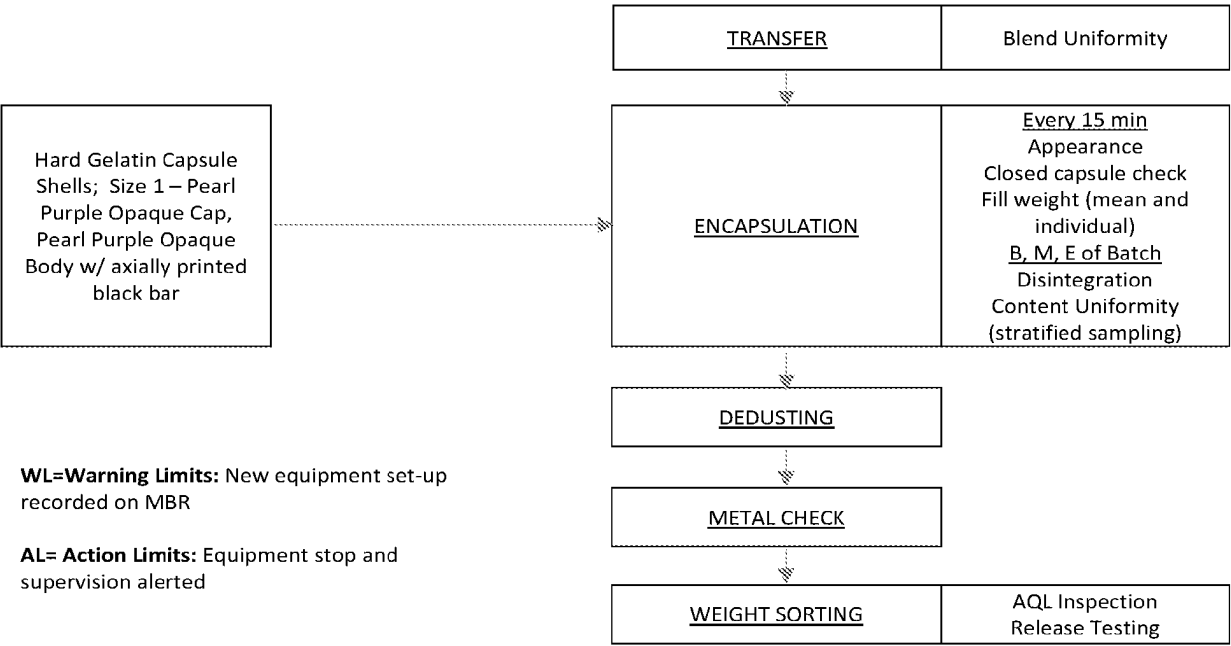 TRANSFER
Blend Uniformity
Hard Gelatin Capsule
Shells;  Size 1 – Pearl
Purple Opaque Cap,
Pearl Purple Opaque
Body w/ axially printed
black bar
ENCAPSULATION
Every 15 min
Appearance
Closed capsule check
Fill weight (mean and
individual)
B, M, E of Batch
Disintegration
Content Uniformity
(stratified sampling)
DEDUSTING
WL=Warning Limits: New equipment set-up
recorded on MBR
METAL CHECK
AL= Action Limits: Equipment stop and
supervision alerted
WEIGHT SORTING
AQL Inspection
Release Testing